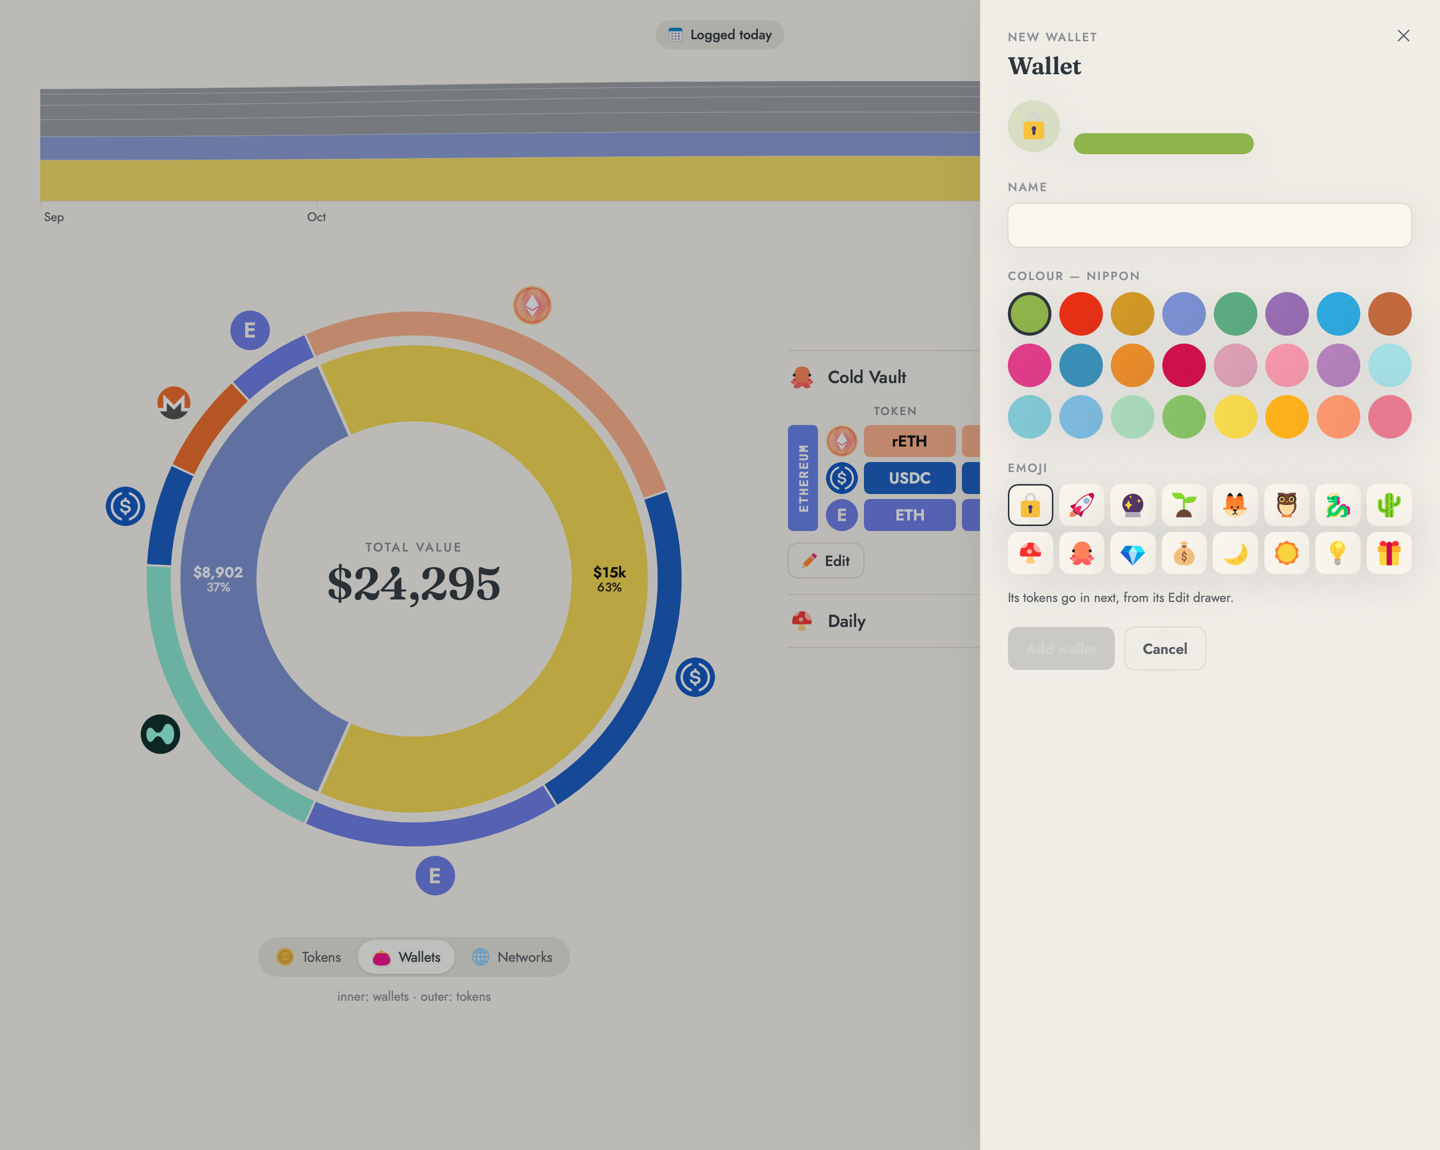 Logged today
Sep
Oct
E
TOTAL VALUE
$24,295
$8,902
37%
$15k
63%
E
Tokens
Wallets
Networks
inner: wallets · outer: tokens
Cold Vault
TOKEN
ETHEREUM
rETH
USDC
E
ETH
Edit
Daily
NEW WALLET
Wallet
NAME
COLOUR — NIPPON
EMOJI
Its tokens go in next, from its Edit drawer.
Add wallet
Cancel